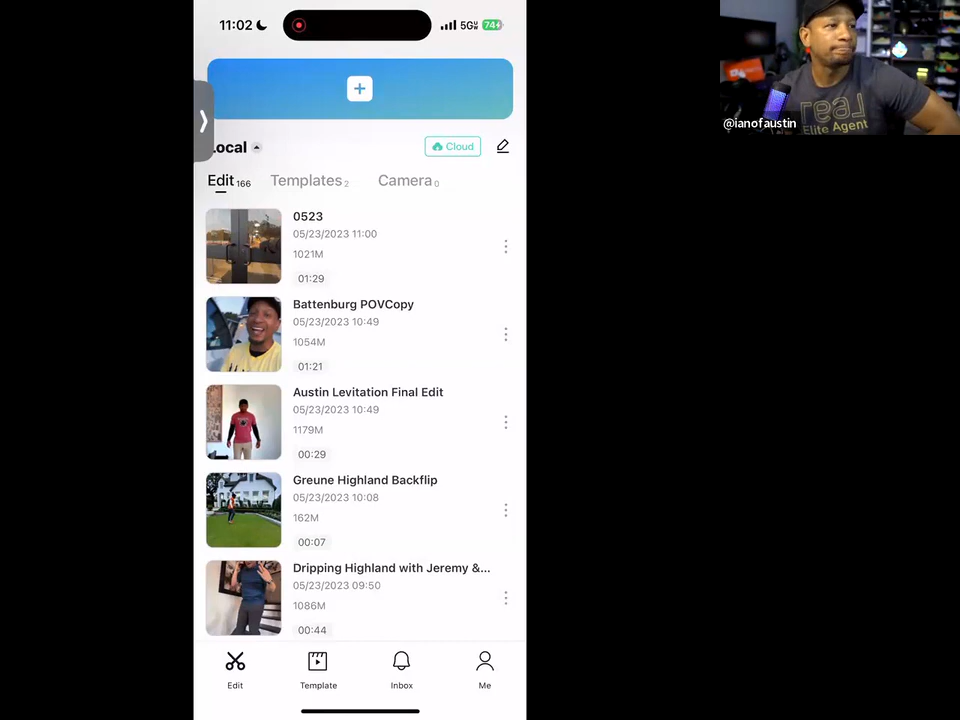 11:02
5G
74
Local
Cloud
Edit 166
Templates 2
Camera 0
0523
05/23/2023 11:00
1021M
01:29
Battenburg POVCopy
05/23/2023 10:49
1054M
01:21
Austin Levitation Final Edit
05/23/2023 10:49
1179M
00:29
Greune Highland Backflip
05/23/2023 10:08
162M
00:07
Dripping Highland with Jeremy &...
05/23/2023 09:50
1086M
00:44
Edit
Template
Inbox
Me
real
Elite Agent
@ianofaustin